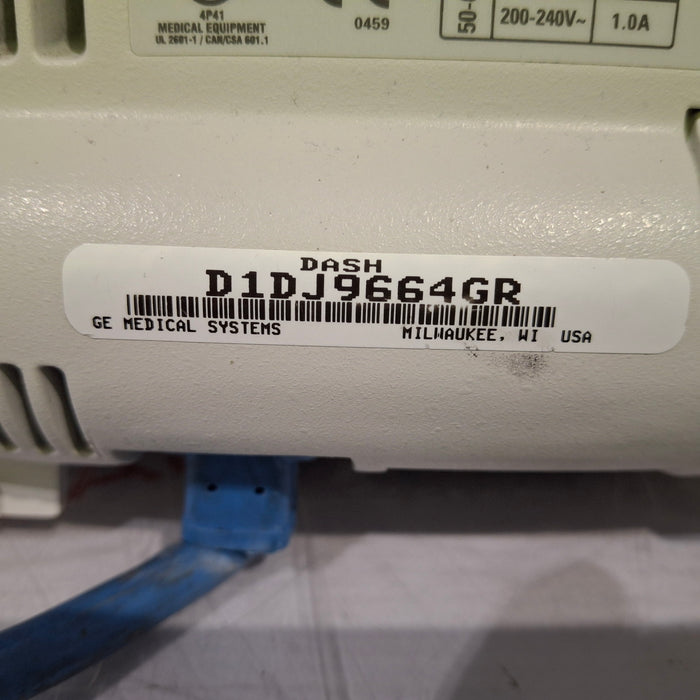 4P41
MEDICAL EQUIPMENT
UL 2601-1 / CAN/CSA 601.1
0459
50-
200-240V~
1.0A
DASH
D1DJ9664GR
GE MEDICAL SYSTEMS
MILWAUKEE, WI USA